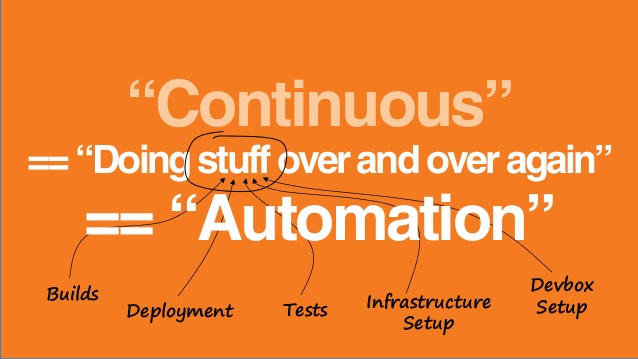 “Continuous”
== “Doing stuff over and over again”
== “Automation”
Builds
Deployment
Tests
Infrastructure
Setup
Devbox
Setup